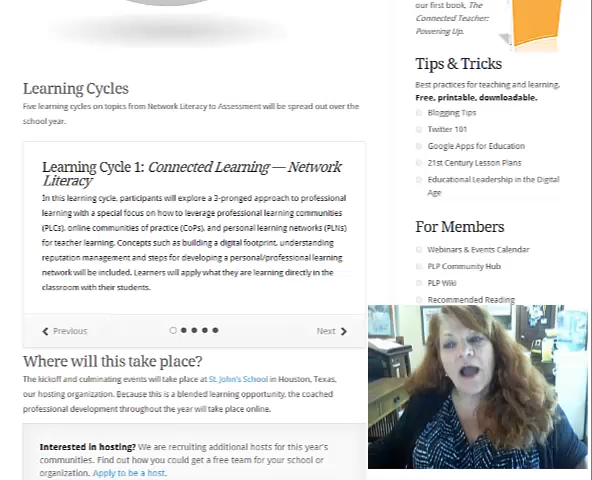 our first book, The
Connected Teacher:
Powering Up.
Tips & Tricks
Best practices for teaching and learning.
Free, printable, downloadable.
Blogging Tips
Twitter 101
Google Apps for Education
21st Century Lesson Plans
Educational Leadership in the Digital
Age
For Members
Webinars & Events Calendar
PLP Community Hub
PLP Wiki
Recommended Reading
Learning Cycles
Five learning cycles on topics from Network Literacy to Assessment will be spread out over the
school year.
Learning Cycle 1: Connected Learning — Network
Literacy
In this learning cycle, participants will explore a 3-pronged approach to professional
learning with a special focus on how to leverage professional learning communities
(PLCs), online communities of practice (CoPs), and personal learning networks (PLNs)
for teacher learning. Concepts such as building a digital footprint, understanding
reputation management and steps for developing a personal/professional learning
network will be included. Learners will apply what they are learning directly in the
classroom with their students.
Previous
Next
Where will this take place?
The kickoff and culminating events will take place at St. John's School in Houston, Texas,
our hosting organization. Because this is a blended learning opportunity, the coached
professional development throughout the year will take place online.
Interested in hosting? We are recruiting additional hosts for this year's
communities. Find out how you could get a free team for your school or
organization. Apply to be a host.